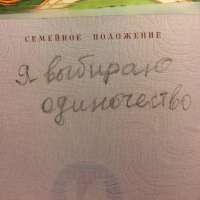 СЕМЕЙНОЕ ПОЛОЖЕНИЕ
Я выбираю
одиночество